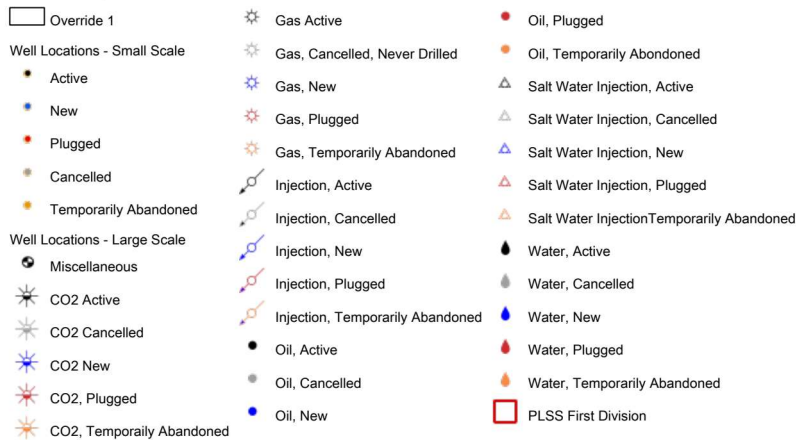 Override 1
Well Locations - Small Scale
Active
New
Plugged
Cancelled
Temporarily Abandoned
Well Locations - Large Scale
Miscellaneous
CO2 Active
CO2 Cancelled
CO2 New
CO2, Plugged
CO2, Temporaily Abandoned
Gas Active
Gas, Cancelled, Never Drilled
Gas, New
Gas, Plugged
Gas, Temporarily Abandoned
Injection, Active
Injection, Cancelled
Injection, New
Injection, Plugged
Injection, Temporarily Abandoned
Oil, Active
Oil, Cancelled
Oil, New
Oil, Plugged
Oil, Temporarily Abondoned
Salt Water Injection, Active
Salt Water Injection, Cancelled
Salt Water Injection, New
Salt Water Injection, Plugged
Salt Water InjectionTemporarily Abandoned
Water, Active
Water, Cancelled
Water, New
Water, Plugged
Water, Temporarily Abandoned
PLSS First Division